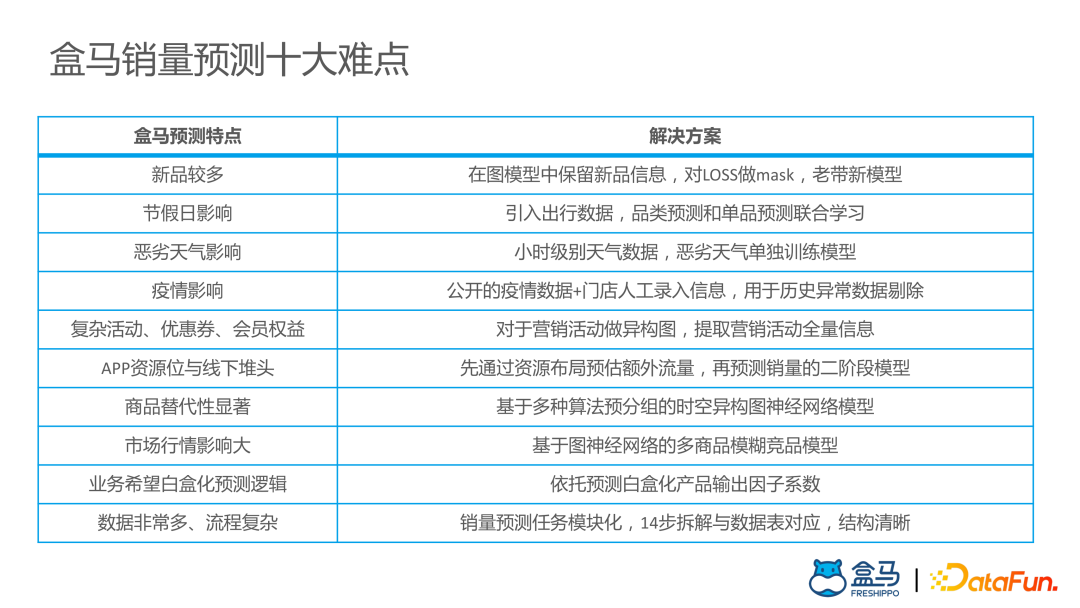 盒马销量预测十大难点
盒马预测特点 解决方案
新品较多 在图模型中保留新品信息，对LOSS做mask，老带新模型
节假日影响 引入出行数据，品类预测和单品预测联合学习
恶劣天气影响 小时级别天气数据，恶劣天气单独训练模型
疫情影响 公开的疫情数据+门店人工录入信息，用于历史异常数据剔除
复杂活动、优惠券、会员权益 对于营销活动做异构图，提取营销活动全量信息
APP资源位与线下堆头 先通过资源布局预估额外流量，再预测销量的二阶段模型
商品替代性显著 基于多种算法预分组的时空异构图神经网络模型
市场行情影响大 基于图神经网络的多商品模糊竞品模型
业务希望白盒化预测逻辑 依托预测白盒化产品输出因子系数
数据非常多、流程复杂 销量预测任务模块化，14步拆解与数据表对应，结构清晰
盒马 | DataFun.
FRESHIPPO